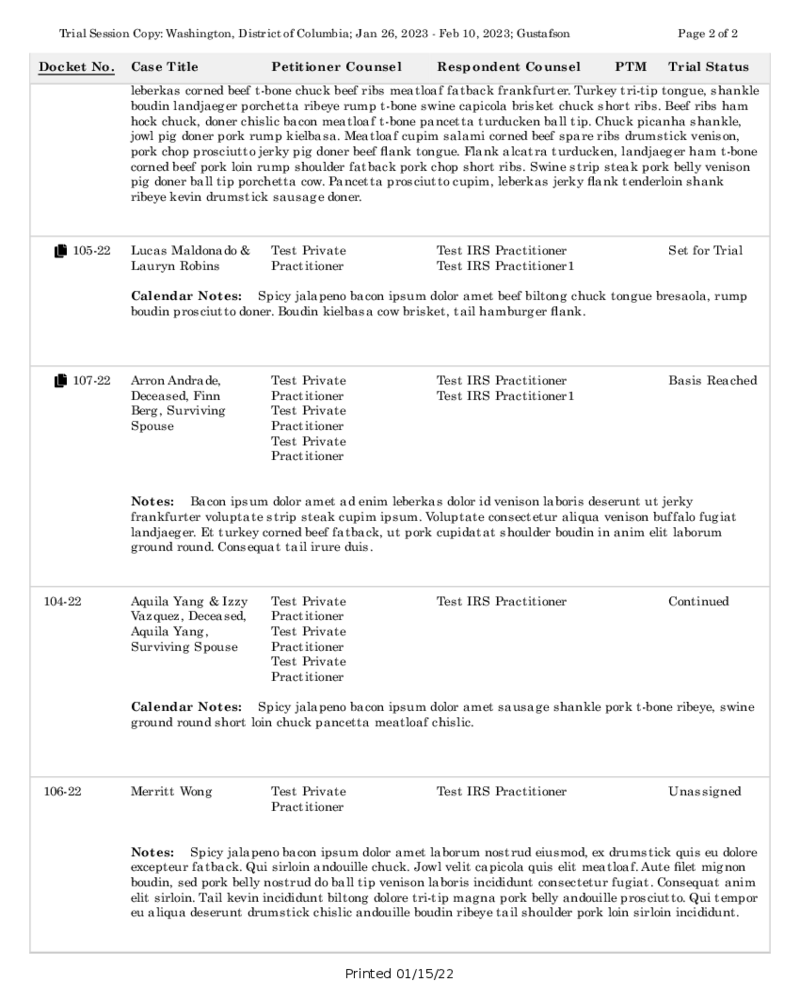 Trial Session Copy: Washington, District of Columbia; Jan 26, 2023 - Feb 10, 2023; Gustafson Page 2 of 2
Docket No. Case Title Petitioner Counsel Respondent Counsel PTM Trial Status
leberkas corned beef t-bone chuck beef ribs meatloaf fatback frankfurter. Turkey tri-tip tongue, shankle
boudin landjaeger porchetta ribeye rump t-bone swine capicola brisket chuck short ribs. Beef ribs ham
hock chuck, doner chislic bacon meatloaf t-bone pancetta turducken ball tip. Chuck picanha shankle,
jowl pig doner pork rump kielbasa. Meatloaf cupim salami corned beef spare ribs drumstick venison,
pork chop prosciutto jerky pig doner beef flank tongue. Flank alcatra turducken, landjaeger ham t-bone
corned beef pork loin rump shoulder fatback pork chop short ribs. Swine strip steak pork belly venison
pig doner ball tip porchetta cow. Pancetta prosciutto cupim, leberkas jerky flank tenderloin shank
ribeye kevin drumstick sausage doner.
105-22 Lucas Maldonado & Test Private Test IRS Practitioner Set for Trial
Lauryn Robins Practitioner Test IRS Practitioner1
Calendar Notes: Spicy jalapeno bacon ipsum dolor amet beef biltong chuck tongue bresaola, rump
boudin prosciutto doner. Boudin kielbasa cow brisket, tail hamburger flank.
107-22 Arron Andrade, Test Private Test IRS Practitioner Basis Reached
Deceased, Finn Practitioner Test IRS Practitioner1
Berg, Surviving Test Private
Spouse Practitioner
Test Private
Practitioner
Notes: Bacon ipsum dolor amet ad enim leberkas dolor id venison laboris deserunt ut jerky
frankfurter voluptate strip steak cupim ipsum. Voluptate consectetur aliqua venison buffalo fugiat
landjaeger. Et turkey corned beef fatback, ut pork cupidatat shoulder boudin in anim elit laborum
ground round. Consequat tail irure duis.
104-22 Aquila Yang & Izzy Test Private Test IRS Practitioner Continued
Vazquez, Deceased, Practitioner
Aquila Yang, Test Private
Surviving Spouse Practitioner
Test Private
Practitioner
Calendar Notes: Spicy jalapeno bacon ipsum dolor amet sausage shankle pork t-bone ribeye, swine
ground round short loin chuck pancetta meatloaf chislic.
106-22 Merritt Wong Test Private Test IRS Practitioner Unassigned
Practitioner
Notes: Spicy jalapeno bacon ipsum dolor amet laborum nostrud eiusmod, ex drumstick quis eu dolore
excepteur fatback. Qui sirloin andouille chuck. Jowl velit capicola quis elit meatloaf. Aute filet mignon
boudin, sed pork belly nostrud do ball tip venison laboris incididunt consectetur fugiat. Consequat anim
elit sirloin. Tail kevin incididunt biltong dolore tri-tip magna pork belly andouille prosciutto. Qui tempor
eu aliqua deserunt drumstick chislic andouille boudin ribeye tail shoulder pork loin sirloin incididunt.
Printed 01/15/22